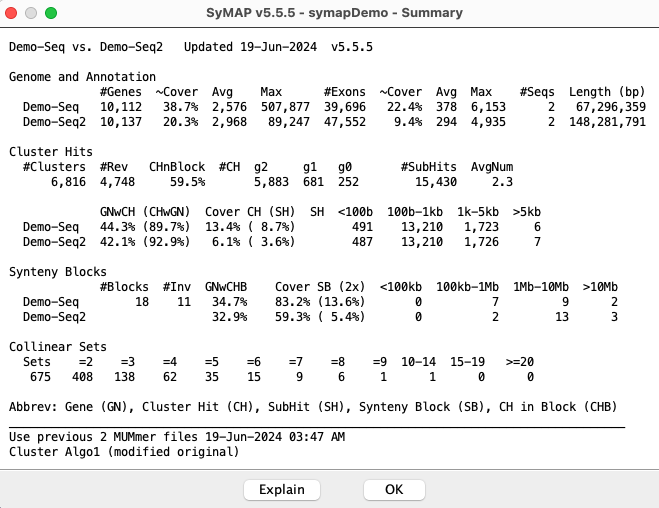 SyMAP v5.5.5 - symapDemo - Summary
Demo-Seq vs. Demo-Seq2   Updated 19-Jun-2024  v5.5.5
Genome and Annotation
             #Genes  ~Cover  Avg    Max      #Exons  ~Cover  Avg  Max    #Seqs  Length (bp)
  Demo-Seq   10,112  38.7%  2,576  507,877  39,696  22.4%  378  6,153      2   67,296,359
  Demo-Seq2  10,137  20.3%  2,968   89,247  47,552   9.4%  294  4,935      2  148,281,791
Cluster Hits
  #Clusters  #Rev   CHnBlock  #CH  g2     g1   g0       #SubHits  AvgNum
      6,816  4,748     59.5%       5,883  681  252        15,430     2.3
             GNwCH (CHwGN)  Cover CH (SH)  SH  <100b  100b-1kb  1k-5kb  >5kb
  Demo-Seq   44.3% (89.7%)  13.4% ( 8.7%)        491    13,210   1,723     6
  Demo-Seq2  42.1% (92.9%)   6.1% ( 3.6%)        487    13,210   1,726     7
Synteny Blocks
             #Blocks  #Inv  GNwCHB   Cover SB (2x)  <100kb  100kb-1Mb  1Mb-10Mb  >10Mb
  Demo-Seq        18    11   34.7%   83.2% (13.6%)       0          7         9      2
  Demo-Seq2                  32.9%   59.3% ( 5.4%)       0          2        13      3
Collinear Sets
  Sets   =2   =3   =4   =5   =6   =7   =8   =9  10-14  15-19  >=20
   675  408  138   62   35   15    9    6    1      1      0     0
Abbrev: Gene (GN), Cluster Hit (CH), SubHit (SH), Synteny Block (SB), CH in Block (CHB)
Use previous 2 MUMmer files 19-Jun-2024 03:47 AM
Cluster Algo1 (modified original)
Explain   OK